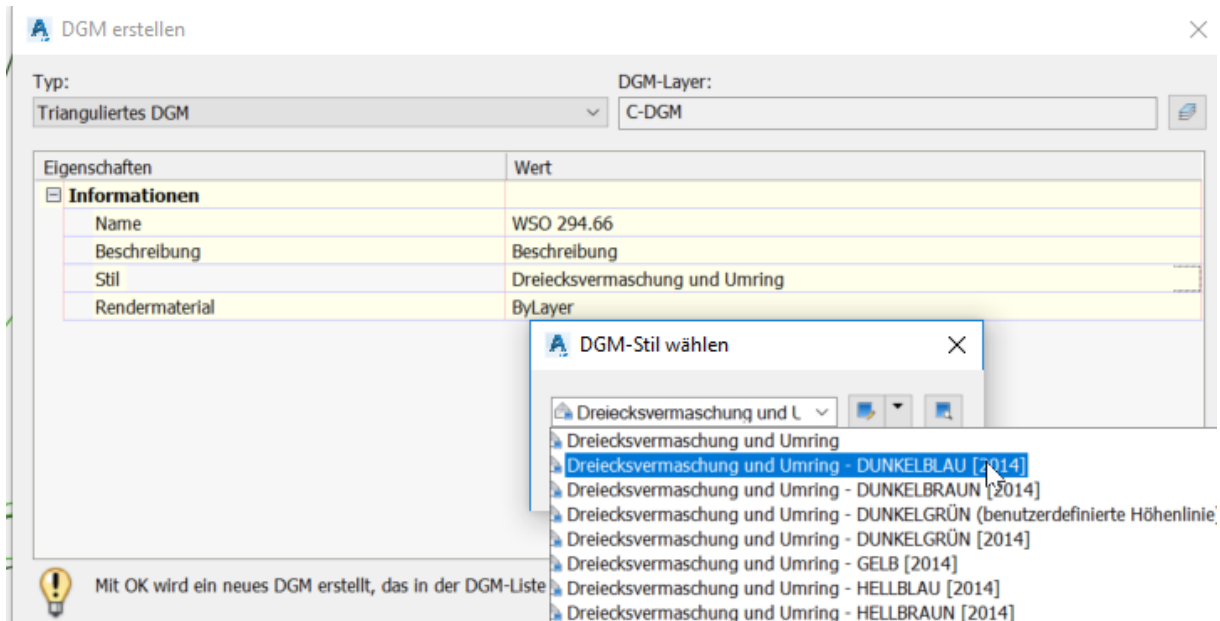 DGM erstellen
Typ:
DGM-Layer:
Trianguliertes DGM
C-DGM
Eigenschaften
Wert
Informationen
Name
WSO 294.66
Beschreibung
Beschreibung
Stil
Dreiecksvermaschung und Umring
Rendermaterial
ByLayer
DGM-Stil wählen
Dreiecksvermaschung und U
Dreiecksvermaschung und Umring
Dreiecksvermaschung und Umring - DUNKELBLAU [2014]
Dreiecksvermaschung und Umring - DUNKELBRAUN [2014]
Dreiecksvermaschung und Umring - DUNKELGRÜN (benutzerdefinierte Höhenlinie)
Dreiecksvermaschung und Umring - DUNKELGRÜN [2014]
Dreiecksvermaschung und Umring - GELB [2014]
Dreiecksvermaschung und Umring - HELLBLAU [2014]
Dreiecksvermaschung und Umring - HELLBRAUN [2014]
Mit OK wird ein neues DGM erstellt, das in der DGM-Liste